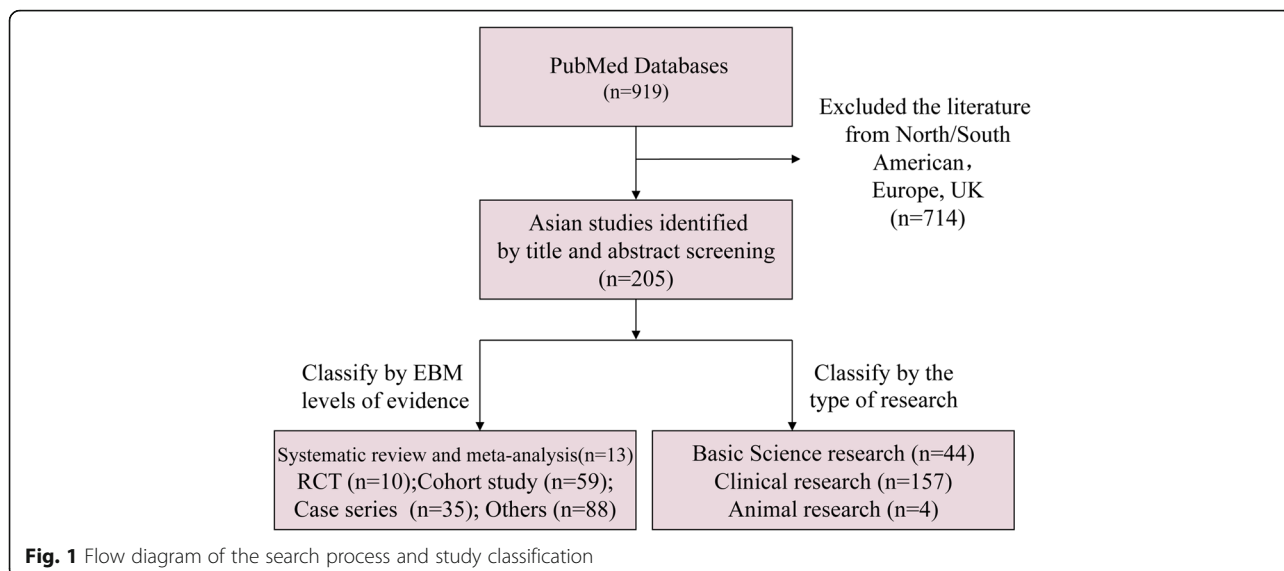 PubMed Databases
(n=919)
Excluded the literature
from North/South
American，
Europe, UK
(n=714)
Asian studies identified
by title and abstract screening
(n=205)
Classify by EBM
levels of evidence
Classify by the
type of research
Systematic review and meta-analysis(n=13)
RCT (n=10);Cohort study (n=59);
Case series (n=35); Others (n=88)
Basic Science research (n=44)
Clinical research (n=157)
Animal research (n=4)
Fig. 1 Flow diagram of the search process and study classification